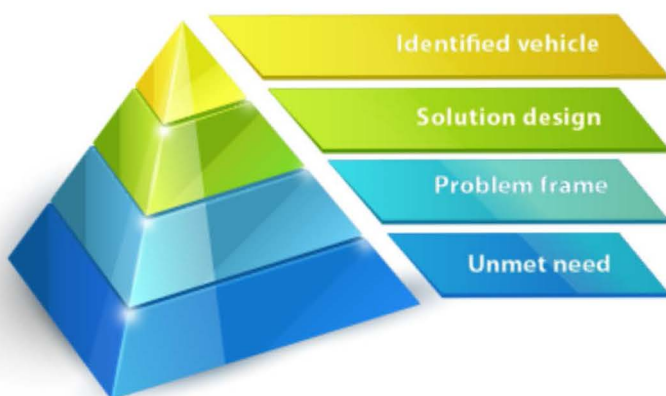 Identified vehicle
Solution design
Problem frame
Unmet need